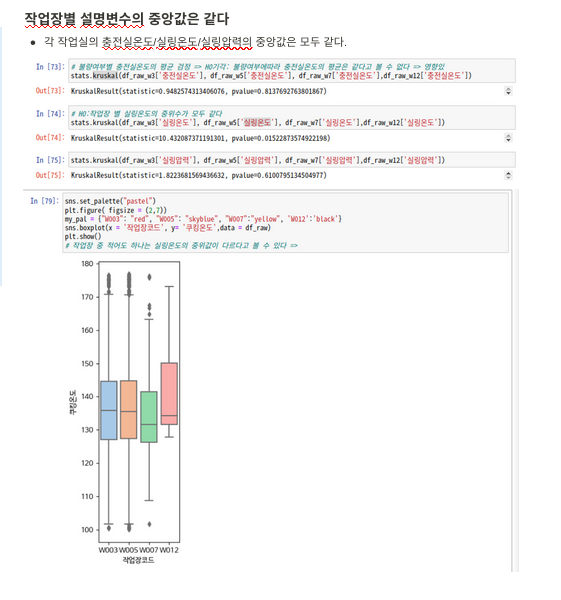 작업장별 설명변수의 중앙값은 같다
● 각 작업실의 충전실온도/실링온도/실링압력의 중앙값은 모두 같다.
In [73]: # 불량여부별 충전실온도의 평균 검정 => H0기각: 불량여부에따라 충전실온도의 평균은 같다고 볼 수 없다 => 영향있
stats.kruskal(df_raw_w3['충전실온도'], df_raw_w5['충전실온도'], df_raw_w7['충전실온도'],df_raw_w12['충전실온도'])
Out[73]: KruskalResult(statistic=0.9482574313406076, pvalue=0.8137692763801867)
In [74]: # H0:작업장 별 실링온도의 중위수가 모두 같다
stats.kruskal(df_raw_w3['실링온도'], df_raw_w5['실링온도'], df_raw_w7['실링온도'],df_raw_w12['실링온도'])
Out[74]: KruskalResult(statistic=10.432087371191301, pvalue=0.01522873574922198)
In [75]: stats.kruskal(df_raw_w3['실링압력'], df_raw_w5['실링압력'], df_raw_w7['실링압력'],df_raw_w12['실링압력'])
Out[75]: KruskalResult(statistic=1.8223681569436632, pvalue=0.6100795134504977)
In [79]: sns.set_palette("pastel")
plt.figure( figsize = (2,7))
my_pal = {"W003": "red", "W005": "skyblue", "W007":"yellow", 'W012':'black'}
sns.boxplot(x = '작업장코드', y= '쿠킹온도',data = df_raw)
plt.show()
# 작업장 중 적어도 하나는 실링온도의 중위값이 다르다고 볼 수 있다 =>
180
170
160
150
140
130
120
110
100
쿠킹온도
W003 W005 W007 W012
작업장코드